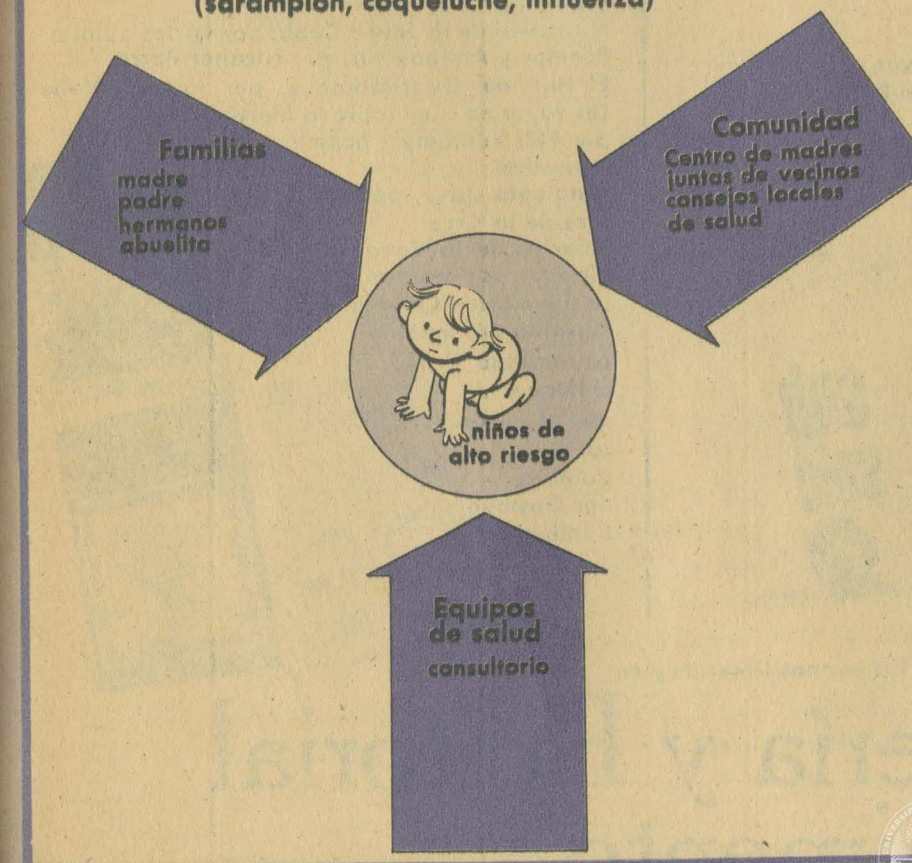 (sarampión, coqueluche, influenza)
Familias
madre
padre
hermanos
abuelita
Comunidad
Centro de madres
juntas de vecinos
consejos locales
de salud
niños de
alto riesgo
Equipos
de salud
consultorio